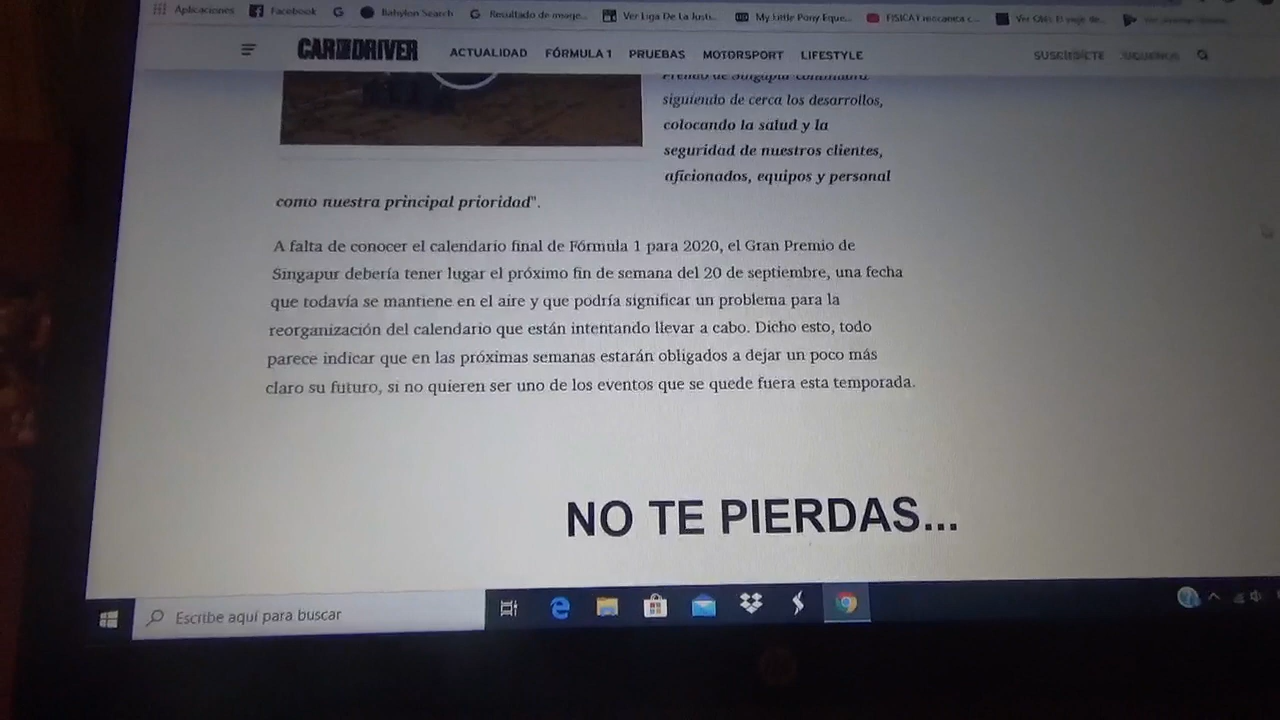 Aplicaciones Facebook G Babylon Search G Resultado de image... Ver Liga De La Justi... My Little Pony Eque... FISICA I mecanica c...
CAR AND DRIVER ACTUALIDAD FÓRMULA 1 PRUEBAS MOTORSPORT LIFESTYLE SUSCRÍBETE SÍGUENOS
siguiendo de cerca los desarrollos,
colocando la salud y la
seguridad de nuestros clientes,
aficionados, equipos y personal
como nuestra principal prioridad".
A falta de conocer el calendario final de Fórmula 1 para 2020, el Gran Premio de
Singapur debería tener lugar el próximo fin de semana del 20 de septiembre, una fecha
que todavía se mantiene en el aire y que podría significar un problema para la
reorganización del calendario que están intentando llevar a cabo. Dicho esto, todo
parece indicar que en las próximas semanas estarán obligados a dejar un poco más
claro su futuro, si no quieren ser uno de los eventos que se quede fuera esta temporada.
NO TE PIERDAS...
Escribe aquí para buscar